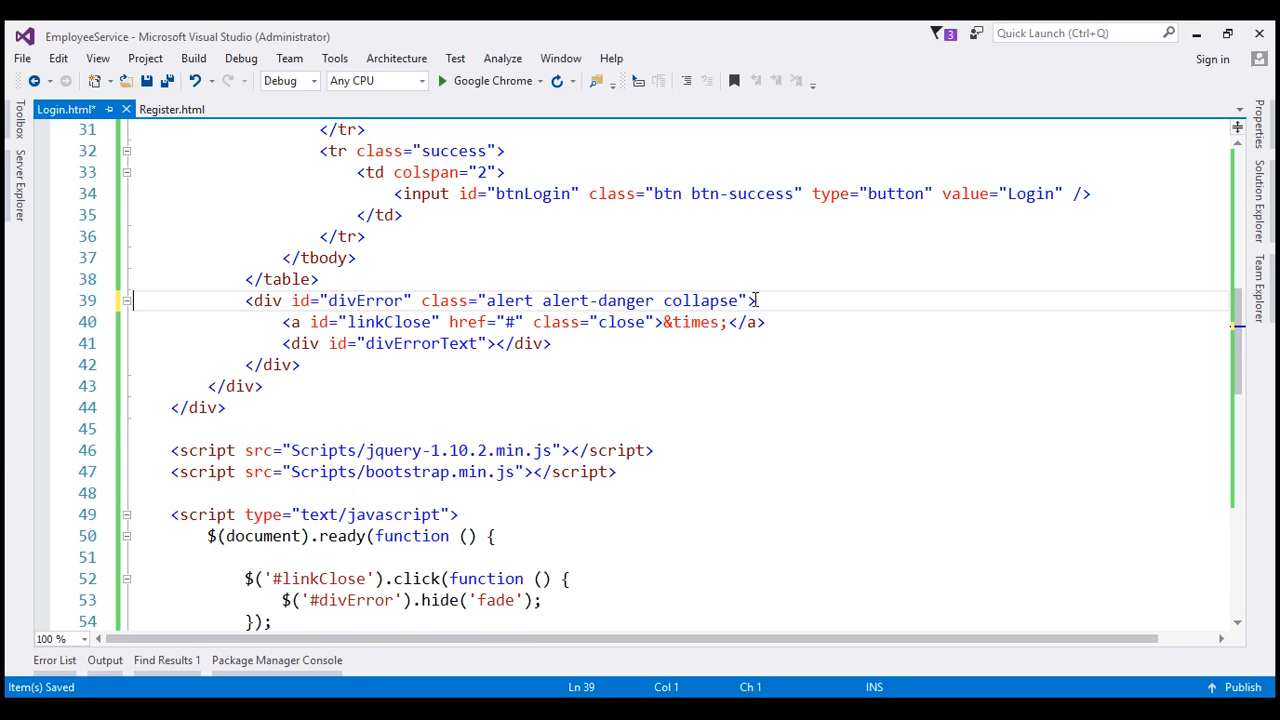 EmployeeService - Microsoft Visual Studio (Administrator)
3
Quick Launch (Ctrl+Q)
File Edit View Project Build Debug Team Tools Architecture Test Analyze Window Help
Sign in
Debug Any CPU Google Chrome
Login.html* Register.html
Toolbox
Server Explorer
Properties
Solution Explorer
Team Explorer
31 </tr>
32 <tr class="success">
33 <td colspan="2">
34 <input id="btnLogin" class="btn btn-success" type="button" value="Login" />
35 </td>
36 </tr>
37 </tbody>
38 </table>
39 <div id="divError" class="alert alert-danger collapse">
40 <a id="linkClose" href="#" class="close">&times;</a>
41 <div id="divErrorText"></div>
42 </div>
43 </div>
44 </div>
45
46 <script src="Scripts/jquery-1.10.2.min.js"></script>
47 <script src="Scripts/bootstrap.min.js"></script>
48
49 <script type="text/javascript">
50 $(document).ready(function () {
51
52 $('#linkClose').click(function () {
53 $('#divError').hide('fade');
54 });
100 %
Error List Output Find Results 1 Package Manager Console
Item(s) Saved Ln 39 Col 1 Ch 1 INS Publish